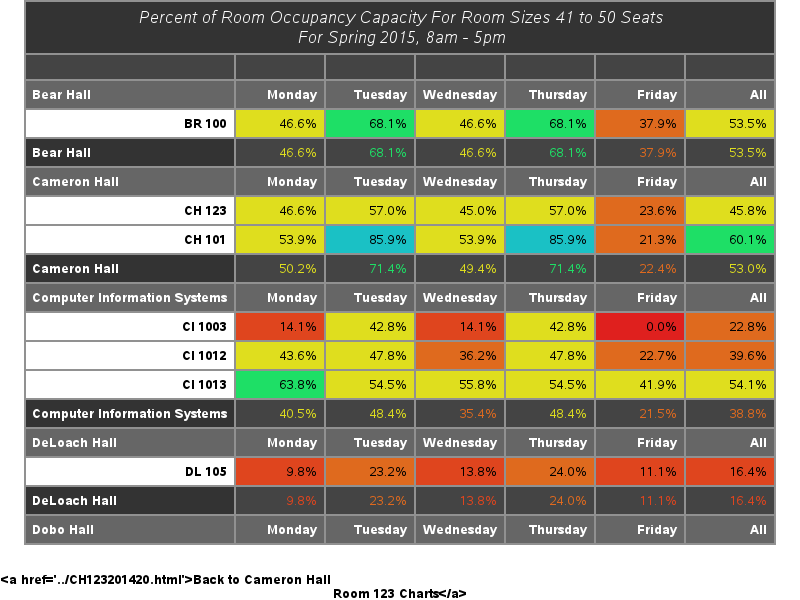 Percent of Room Occupancy Capacity For Room Sizes 41 to 50 Seats
For Spring 2015, 8am - 5pm
Bear Hall Monday Tuesday Wednesday Thursday Friday All
BR 100 46.6% 68.1% 46.6% 68.1% 37.9% 53.5%
Bear Hall 46.6% 68.1% 46.6% 68.1% 37.9% 53.5%
Cameron Hall Monday Tuesday Wednesday Thursday Friday All
CH 123 46.6% 57.0% 45.0% 57.0% 23.6% 45.8%
CH 101 53.9% 85.9% 53.9% 85.9% 21.3% 60.1%
Cameron Hall 50.2% 71.4% 49.4% 71.4% 22.4% 53.0%
Computer Information Systems Monday Tuesday Wednesday Thursday Friday All
CI 1003 14.1% 42.8% 14.1% 42.8% 0.0% 22.8%
CI 1012 43.6% 47.8% 36.2% 47.8% 22.7% 39.6%
CI 1013 63.8% 54.5% 55.8% 54.5% 41.9% 54.1%
Computer Information Systems 40.5% 48.4% 35.4% 48.4% 21.5% 38.8%
DeLoach Hall Monday Tuesday Wednesday Thursday Friday All
DL 105 9.8% 23.2% 13.8% 24.0% 11.1% 16.4%
DeLoach Hall 9.8% 23.2% 13.8% 24.0% 11.1% 16.4%
Dobo Hall Monday Tuesday Wednesday Thursday Friday All
<a href='../CH123201420.html'>Back to Cameron Hall
Room 123 Charts</a>